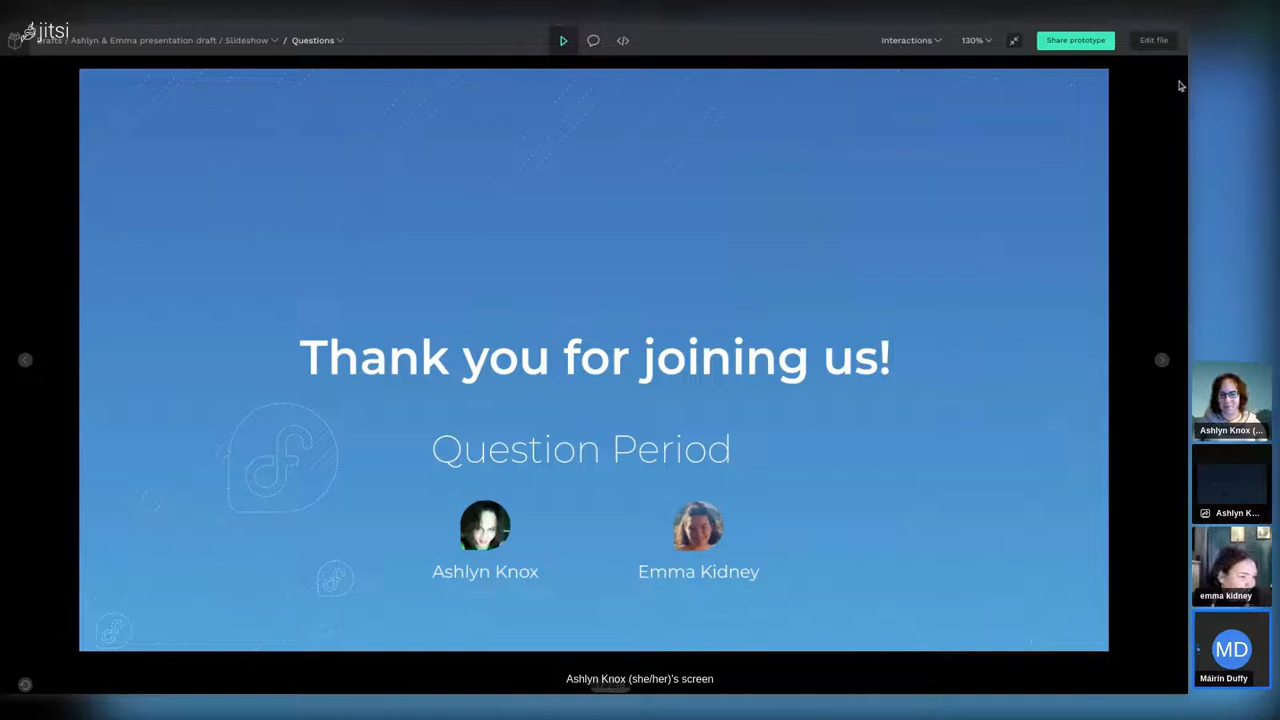 jitsi
Drafts / Ashlyn & Emma presentation draft / Slideshow / Questions
Interactions
130%
Share prototype
Edit file
Thank you for joining us!
Question Period
Ashlyn Knox
Emma Kidney
Ashlyn Knox (she/her)'s screen
Ashlyn Knox (...
Ashlyn K...
emma kidney
MD
Máirín Duffy